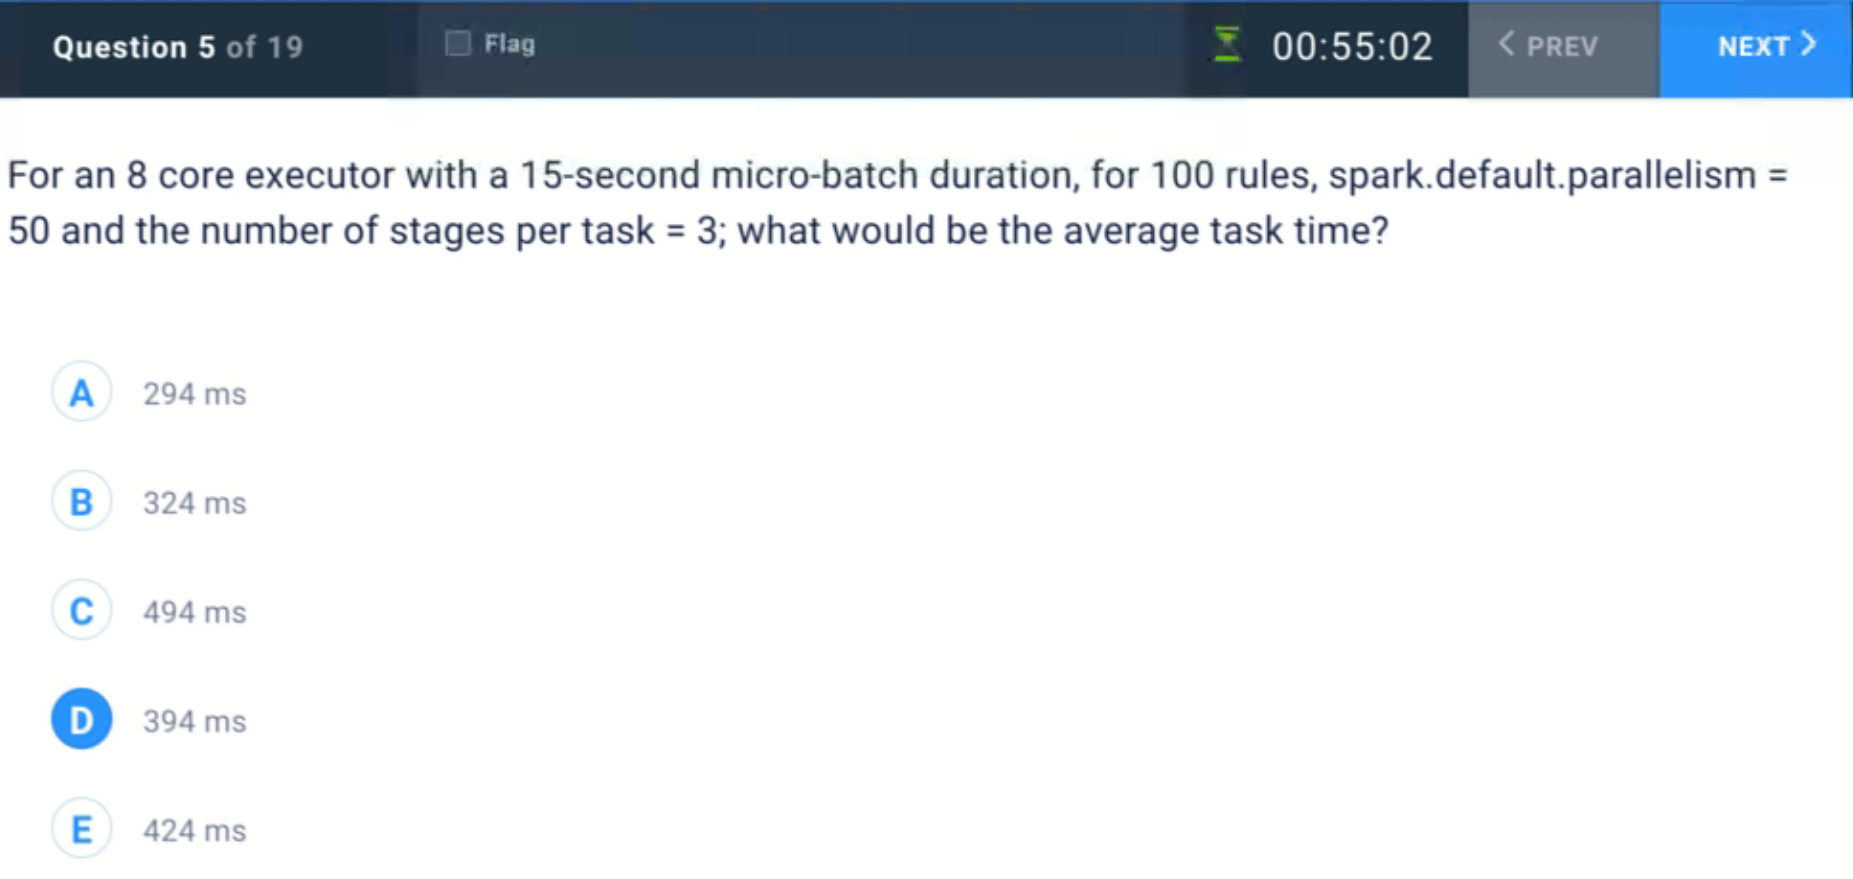 Question 5 of 19
Flag
00:55:02
< PREV
NEXT >
For an 8 core executor with a 15-second micro-batch duration, for 100 rules, spark.default.parallelism =
50 and the number of stages per task = 3; what would be the average task time?
A 294 ms
B 324 ms
C 494 ms
D 394 ms
E 424 ms